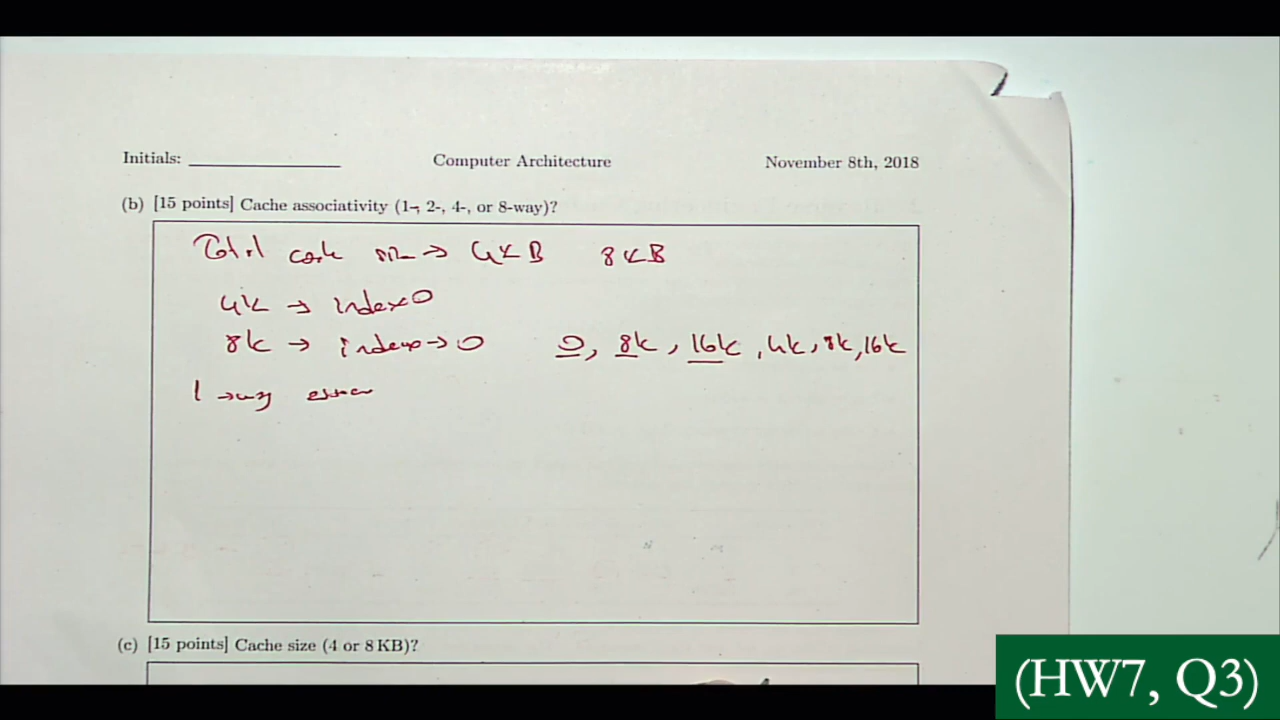 Initials: Computer Architecture November 8th, 2018
(b) [15 points] Cache associativity (1-, 2-, 4-, or 8-way)?
Total cache size → 4KB 8KB
4k → index 0
8k → index → 0 0, 8k, 16k, 4k, 8k, 16k
1 → way
(c) [15 points] Cache size (4 or 8 KB)?
(HW7, Q3)